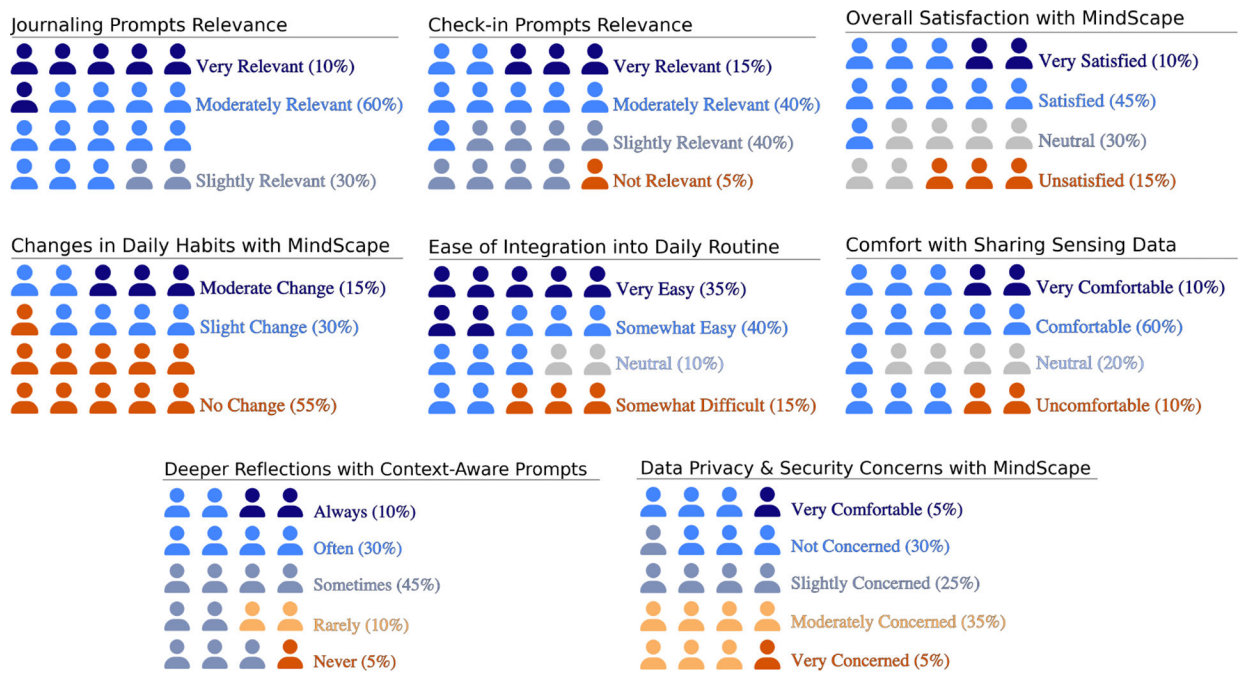 Journaling Prompts Relevance
Very Relevant (10%)
Moderately Relevant (60%)
Slightly Relevant (30%)
Check-in Prompts Relevance
Very Relevant (15%)
Moderately Relevant (40%)
Slightly Relevant (40%)
Not Relevant (5%)
Overall Satisfaction with MindScape
Very Satisfied (10%)
Satisfied (45%)
Neutral (30%)
Unsatisfied (15%)
Changes in Daily Habits with MindScape
Moderate Change (15%)
Slight Change (30%)
No Change (55%)
Ease of Integration into Daily Routine
Very Easy (35%)
Somewhat Easy (40%)
Neutral (10%)
Somewhat Difficult (15%)
Comfort with Sharing Sensing Data
Very Comfortable (10%)
Comfortable (60%)
Neutral (20%)
Uncomfortable (10%)
Deeper Reflections with Context-Aware Prompts
Always (10%)
Often (30%)
Sometimes (45%)
Rarely (10%)
Never (5%)
Data Privacy & Security Concerns with MindScape
Very Comfortable (5%)
Not Concerned (30%)
Slightly Concerned (25%)
Moderately Concerned (35%)
Very Concerned (5%)